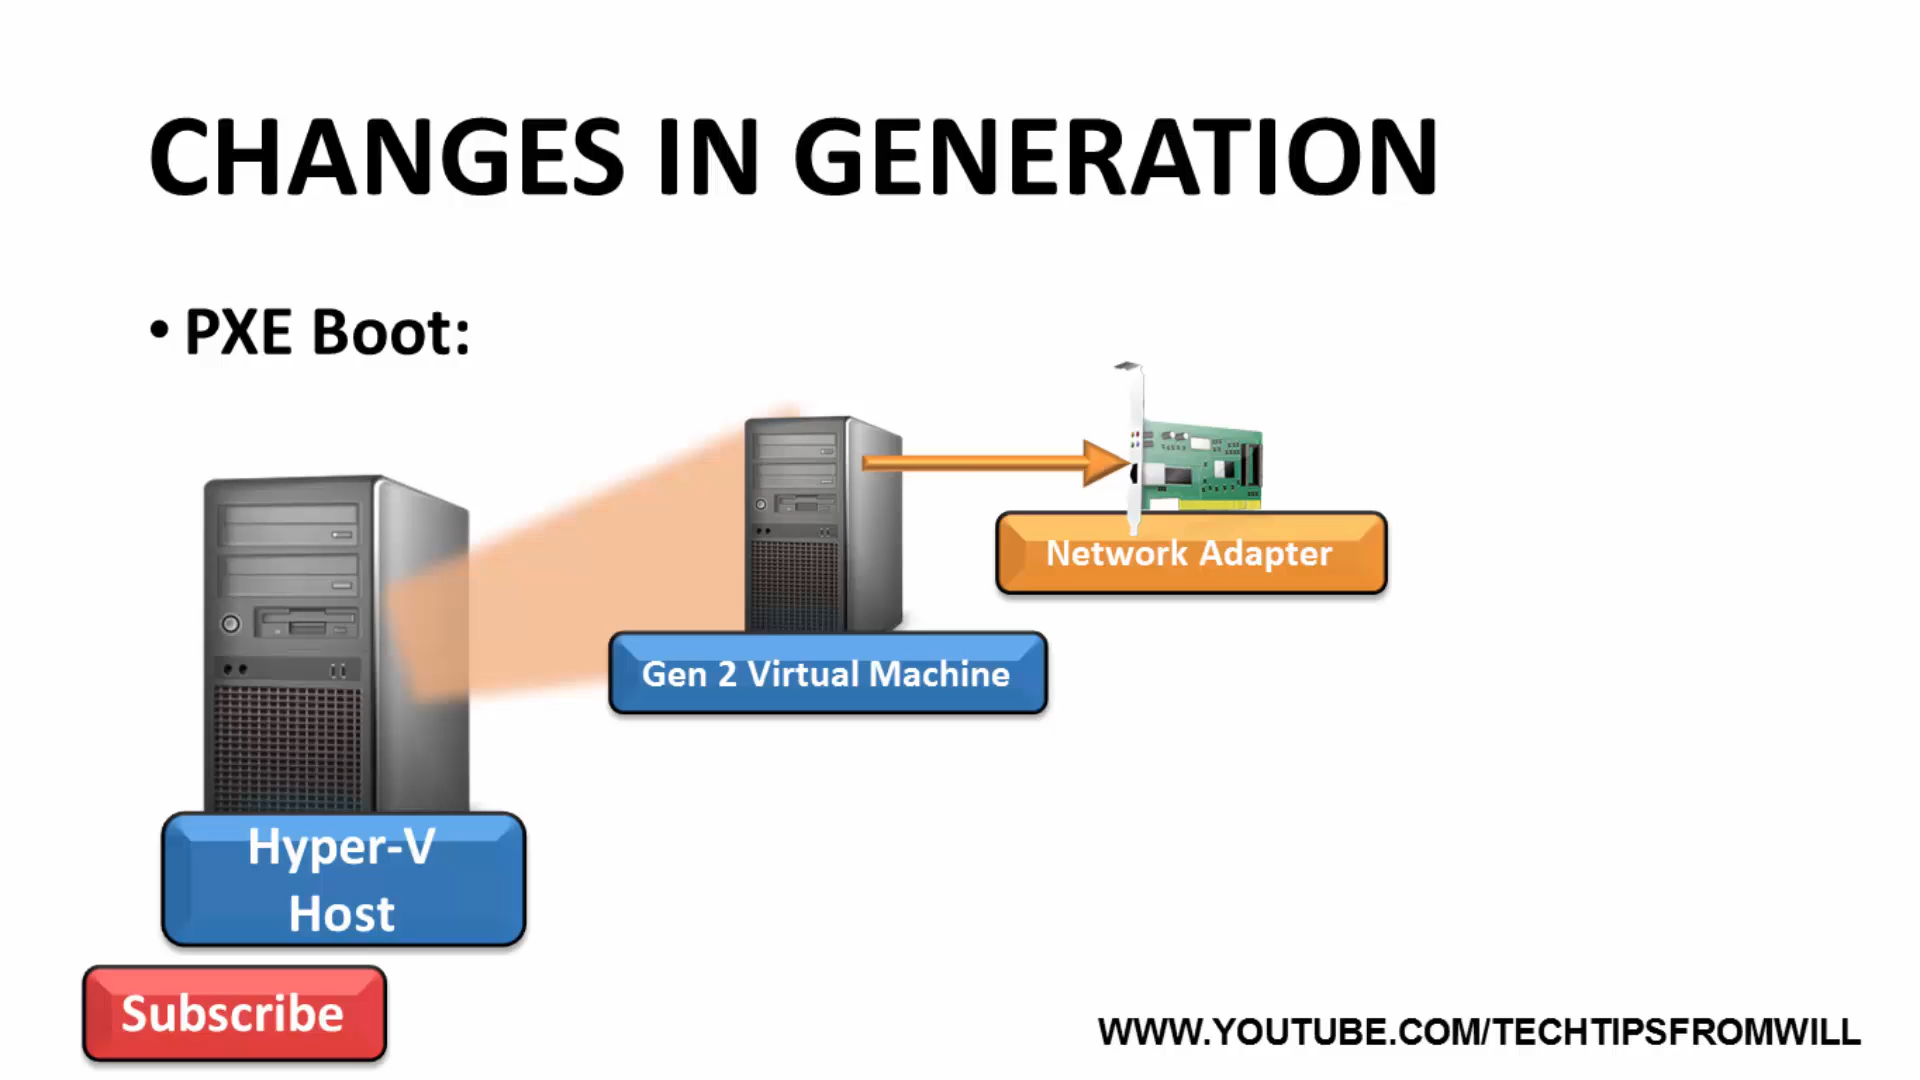 CHANGES IN GENERATION
• PXE Boot:
Network Adapter
Gen 2 Virtual Machine
Hyper-V
Host
Subscribe
WWW.YOUTUBE.COM/TECHTIPSFROMWILL